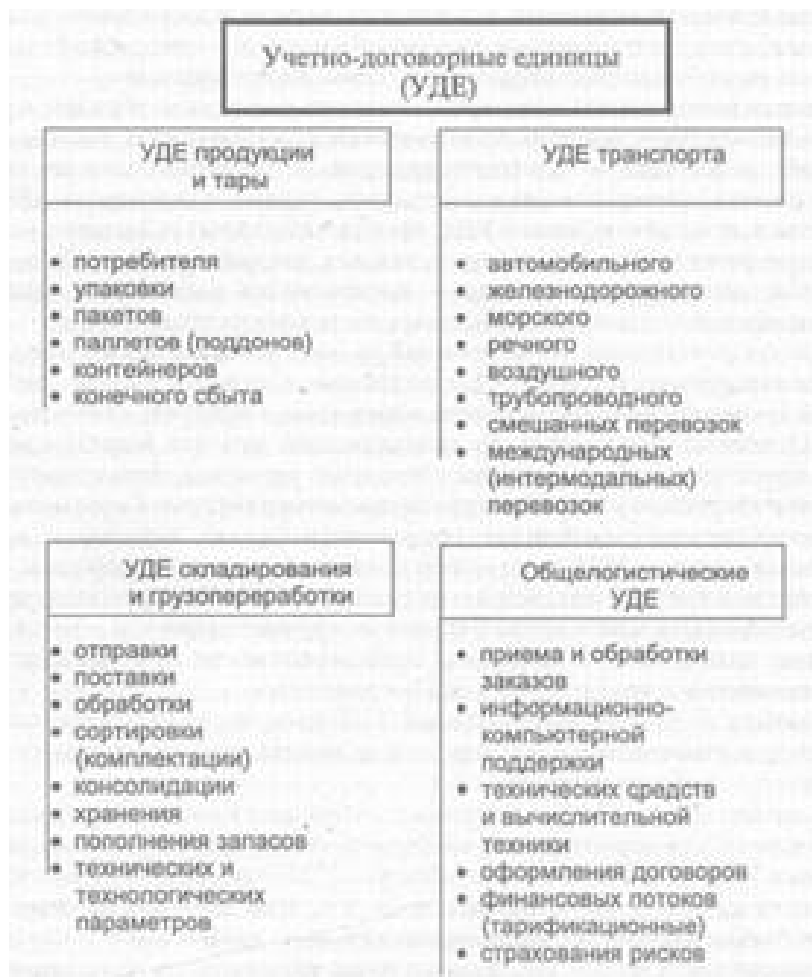 Учетно-договорные единицы
(УДЕ)
УДЕ продукции
и тары
• потребителя
• упаковки
• пакетов
• паллетов (поддонов)
• контейнеров
• конечного сбыта
УДЕ транспорта
• автомобильного
• железнодорожного
• морского
• речного
• воздушного
• трубопроводного
• смешанных перевозок
• международных
(интермодальных)
перевозок
УДЕ складирования
и грузопереработки
• отправки
• поставки
• обработки
• сортировки
(комплектации)
• консолидации
• хранения
• пополнения запасов
• технических и
технологических
параметров
Общелогистические
УДЕ
• приема и обработки
заказов
• информационно-
компьютерной
поддержки
• технических средств
и вычислительной
техники
• оформления договоров
• финансовых потоков
(тарификационные)
• страхования рисков